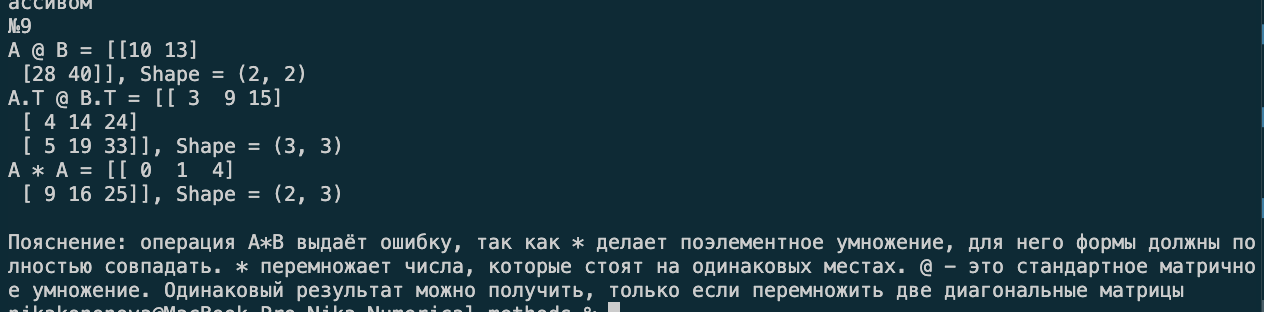 ассивом
№9
A @ B = [[10 13]
 [28 40]], Shape = (2, 2)
A.T @ B.T = [[ 3  9 15]
 [ 4 14 24]
 [ 5 19 33]], Shape = (3, 3)
A * A = [[ 0  1  4]
 [ 9 16 25]], Shape = (2, 3)
Пояснение: операция A*B выдаёт ошибку, так как * делает поэлементное умножение, для него формы должны по
лностью совпадать. * перемножает числа, которые стоят на одинаковых местах. @ – это стандартное матрично
е умножение. Одинаковый результат можно получить, только если перемножить две диагональные матрицы